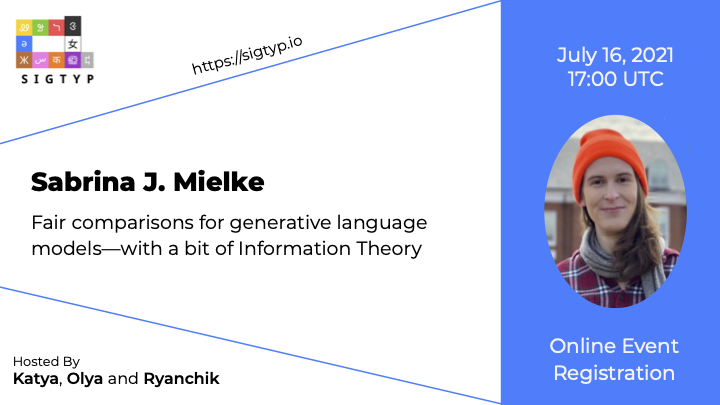 SIGTYP
https://sigtyp.io
July 16, 2021
17:00 UTC
Sabrina J. Mielke
Fair comparisons for generative language
models—with a bit of Information Theory
Online Event
Registration
Hosted By
Katya, Olya and Ryanchik